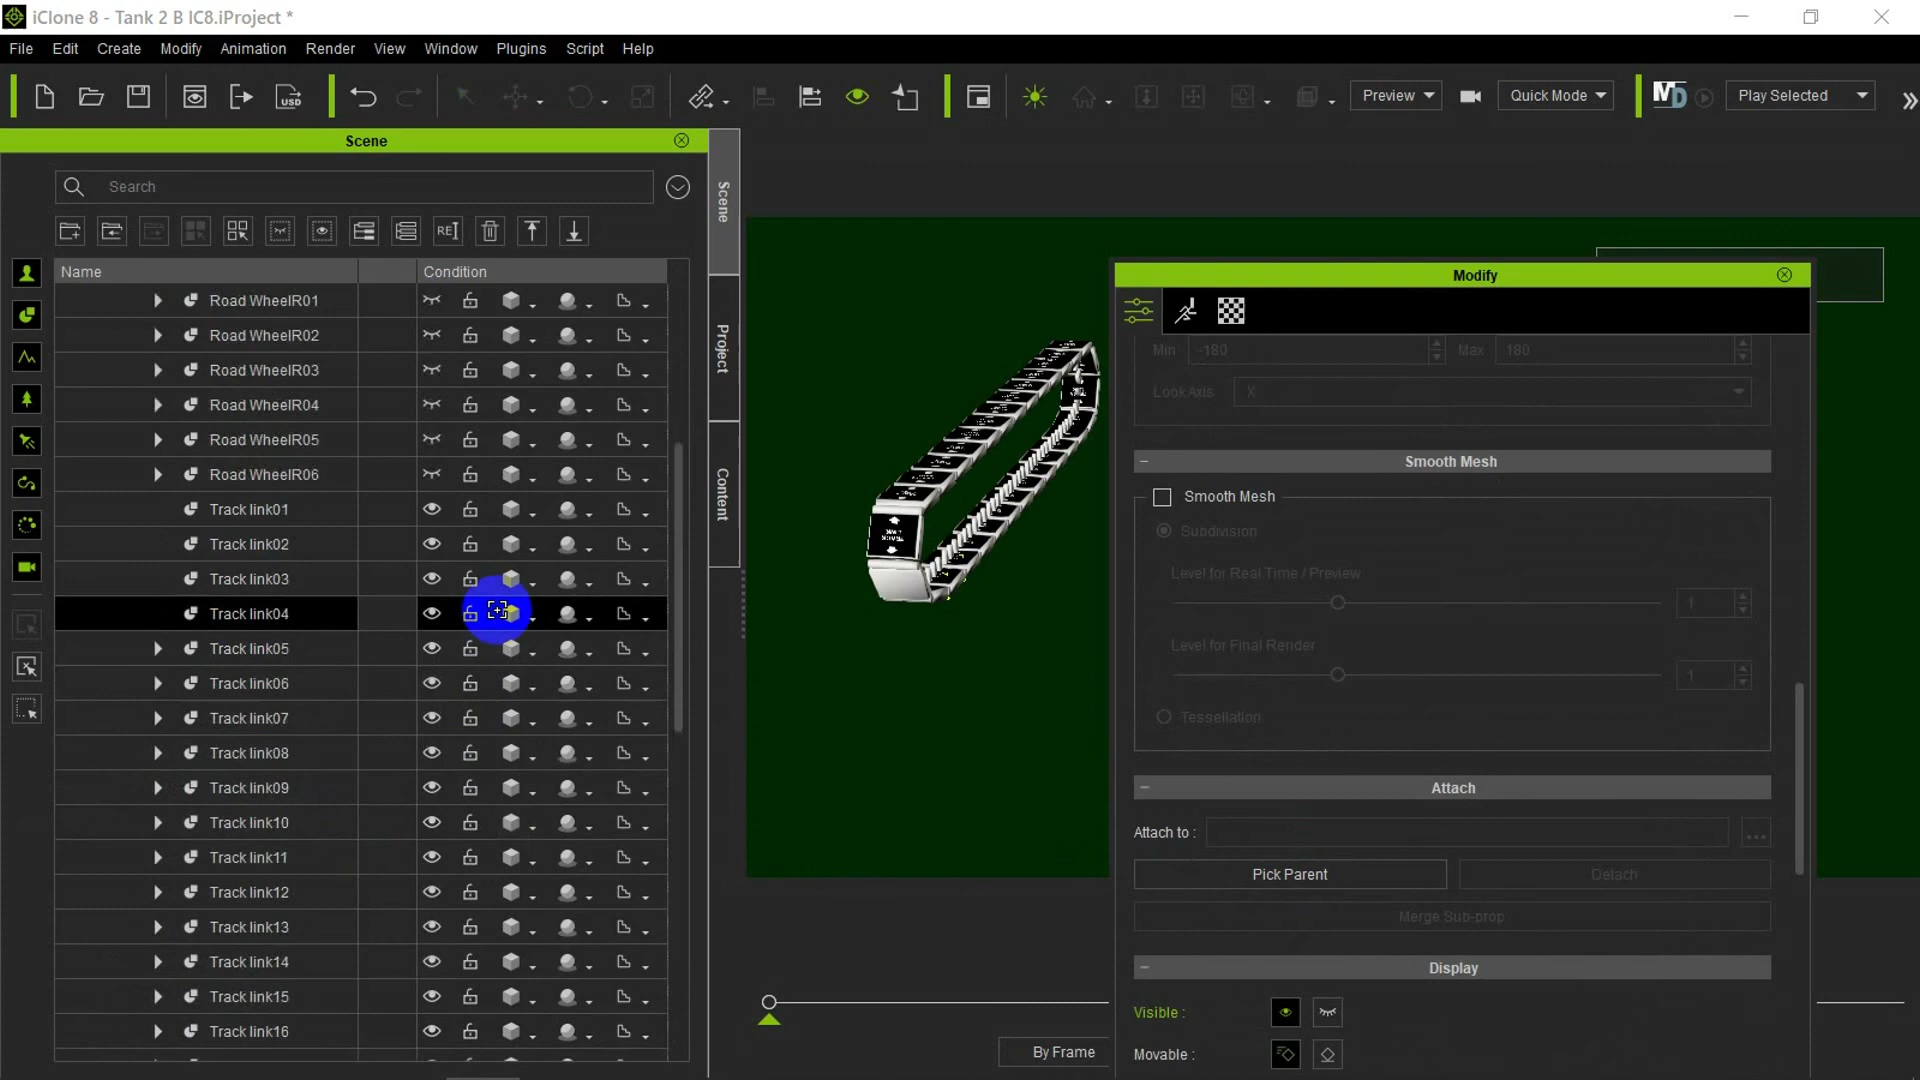 iClone 8 - Tank 2 B IC8.iProject *
File Edit Create Modify Animation Render View Window Plugins Script Help
USD Preview Quick Mode MD Play Selected
Scene
Search
RE
Name Condition
Road WheelR01
Road WheelR02
Road WheelR03
Road WheelR04
Road WheelR05
Road WheelR06
Track link01
Track link02
Track link03
Track link04
Track link05
Track link06
Track link07
Track link08
Track link09
Track link10
Track link11
Track link12
Track link13
Track link14
Track link15
Track link16
Scene
Project
Content
Modify
Min -180 Max 180
Look Axis X
Smooth Mesh
Smooth Mesh
Subdivision
Level for Real Time / Preview
1
Level for Final Render
1
Tessellation
Attach
Attach to : ...
Pick Parent Detach
Merge Sub-prop
Display
Visible :
Movable :
By Frame